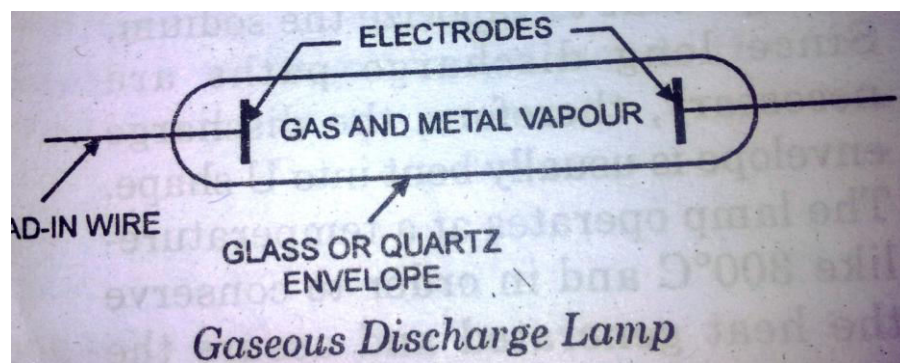 ELECTRODES
GAS AND METAL VAPOUR
AD-IN WIRE
GLASS OR QUARTZ
ENVELOPE
Gaseous Discharge Lamp